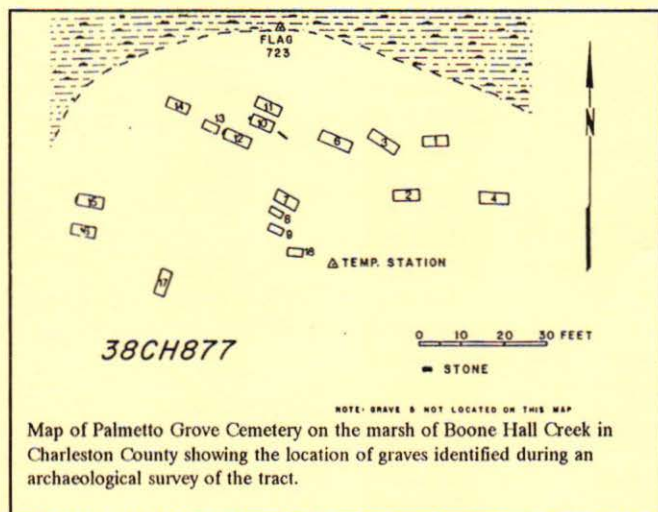 FLAG
723
N
14
11
13
10
12
6
3
1
7
2
4
15
8
9
TEMP. STATION
17
38CH877
0 10 20 30 FEET
STONE
NOTE: GRAVE 5 NOT LOCATED ON THIS MAP
Map of Palmetto Grove Cemetery on the marsh of Boone Hall Creek in
Charleston County showing the location of graves identified during an
archaeological survey of the tract.